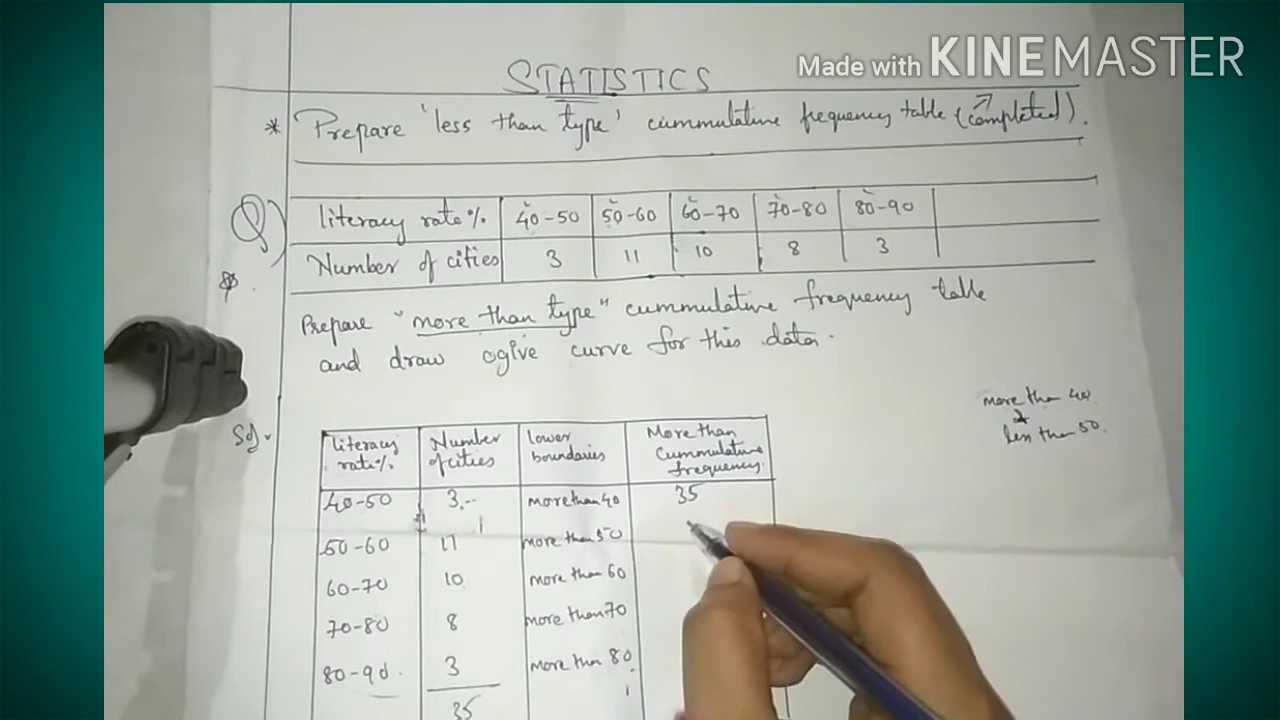 Made with KINEMASTER
STATISTICS
* Prepare 'less than type' cummulative frequency table (completed).
Q) literacy rate% 40-50 50-60 60-70 70-80 80-90
Number of cities 3 11 10 8 3
Prepare "more than type" cummulative frequency table
and draw ogive curve for this data.
more than 40
&
less than 50.
Sol.
literacy rate% Number of cities lower boundaries More than cummulative frequency
40-50 3 more than 40 35
50-60 11 more than 50
60-70 10 more than 60
70-80 8 more than 70
80-90 3 more than 80
35